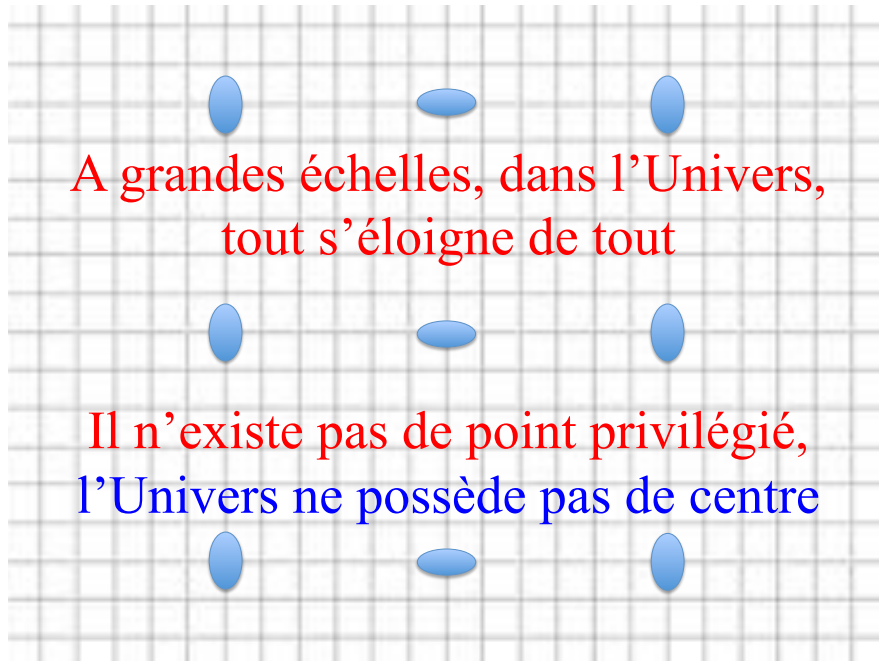 A grandes échelles, dans l’Univers,
tout s’éloigne de tout
Il n’existe pas de point privilégié,
l’Univers ne possède pas de centre